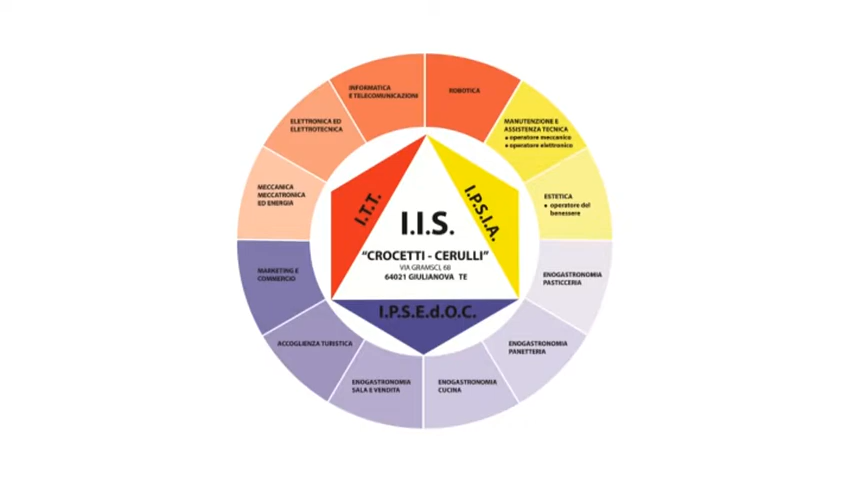 INFORMATICA
E TELECOMUNICAZIONI
ROBOTICA
ELETTRONICA ED
ELETTROTECNICA
MANUTENZIONE E
ASSISTENZA TECNICA
• operatore meccanico
• operatore elettronico
MECCANICA
MECCATRONICA
ED ENERGIA
ESTETICA
• operatore del
benessere
I.T.T.
I.P.S.I.A.
I.I.S.
"CROCETTI - CERULLI"
VIA GRAMSCI, 68
64021 GIULIANOVA TE
I.P.S.E.d.O.C.
MARKETING E
COMMERCIO
ENOGASTRONOMIA
PASTICCERIA
ACCOGLIENZA TURISTICA
ENOGASTRONOMIA
PANETTERIA
ENOGASTRONOMIA
SALA E VENDITA
ENOGASTRONOMIA
CUCINA